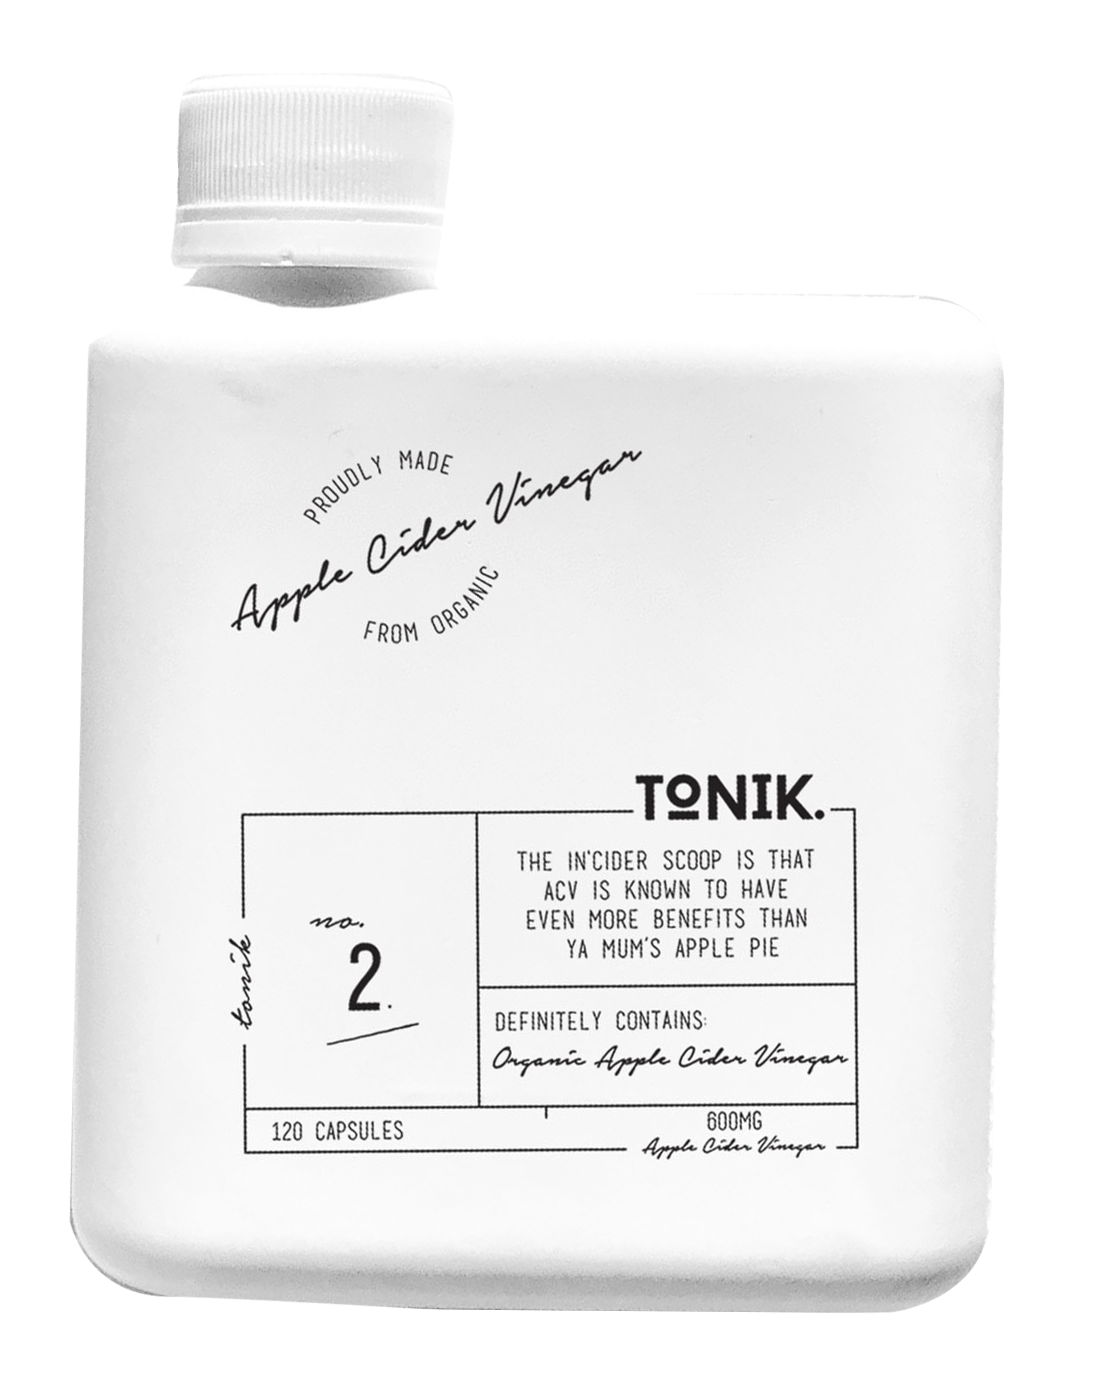 PROUDLY MADE
Apple Cider Vinegar
FROM ORGANIC
TONIK.
THE IN'CIDER SCOOP IS THAT
ACV IS KNOWN TO HAVE
EVEN MORE BENEFITS THAN
YA MUM'S APPLE PIE
no.
2.
tonik
DEFINITELY CONTAINS:
Organic Apple Cider Vinegar
120 CAPSULES
600MG
Apple Cider Vinegar